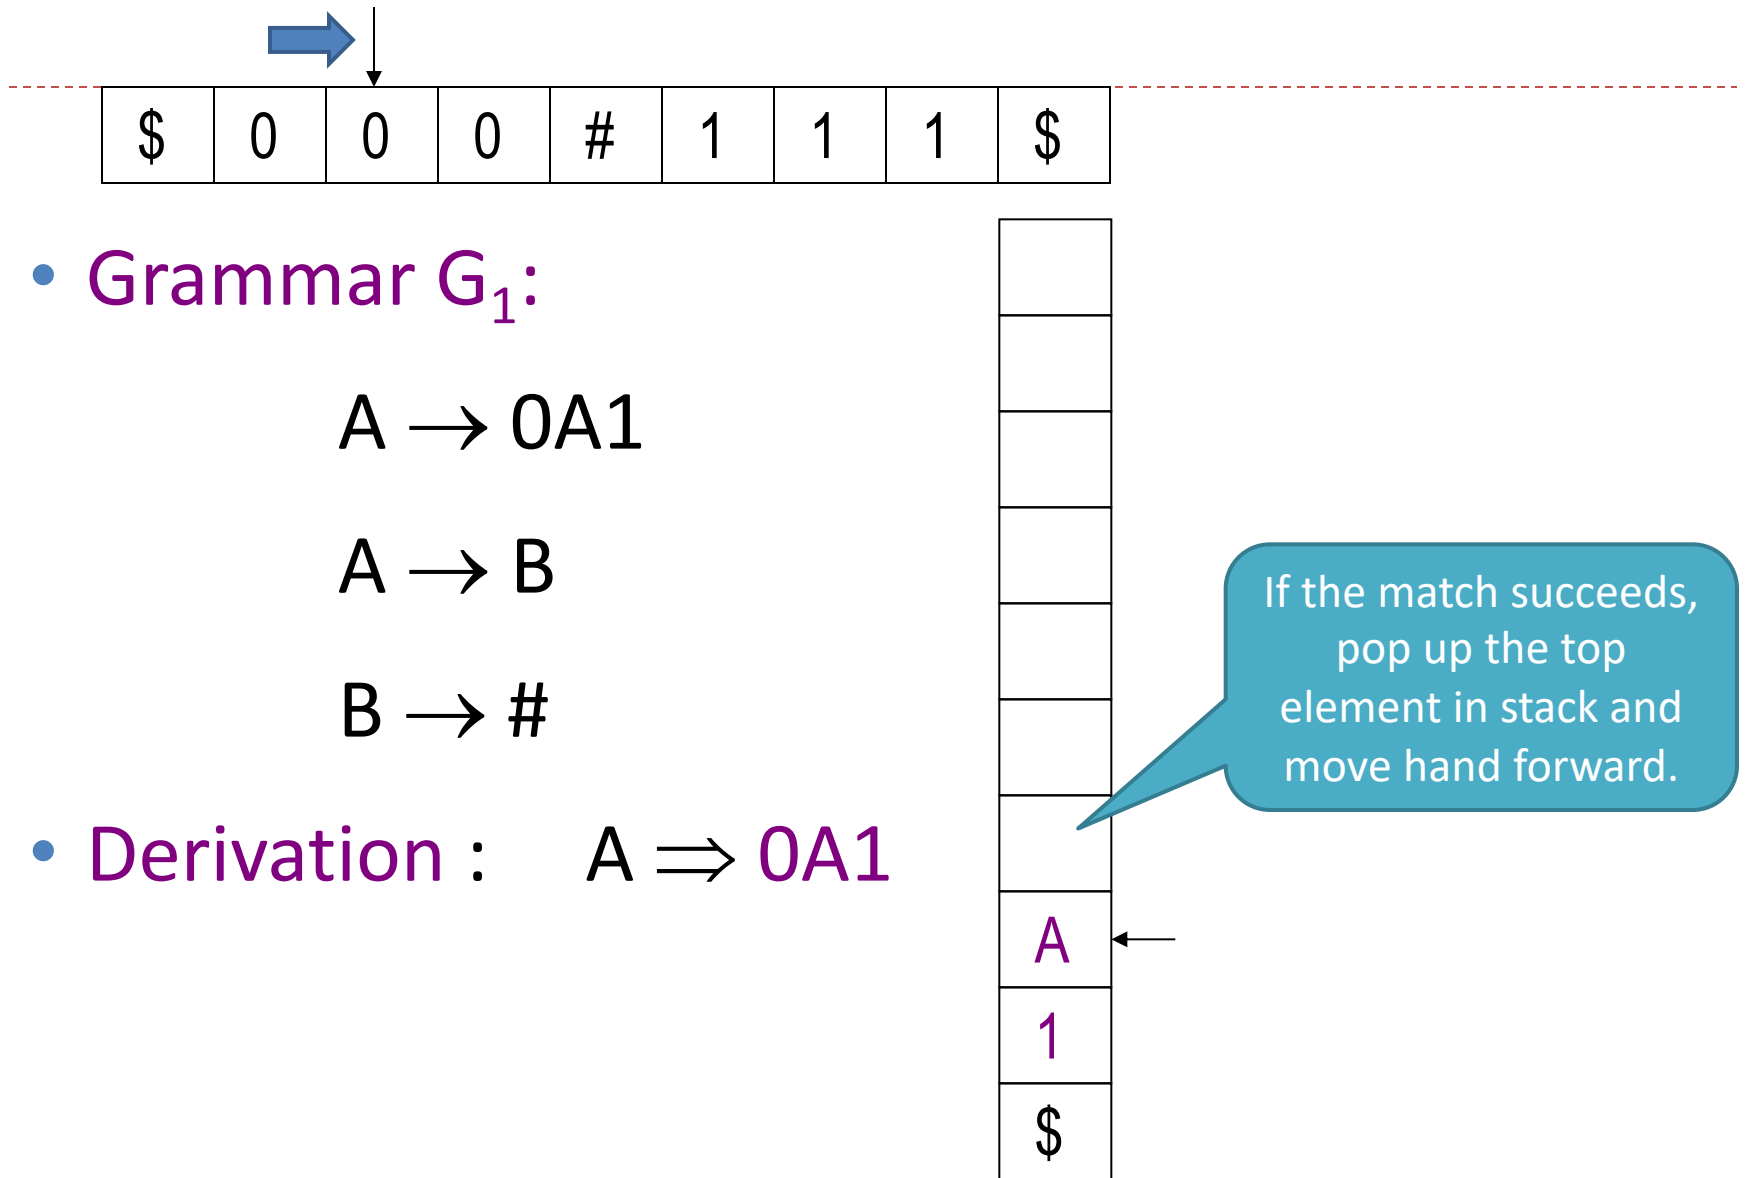 $ 0 0 0 # 1 1 1 $
• Grammar G₁:
A → 0A1
A → B
B → #
• Derivation : A ⇒ 0A1
If the match succeeds,
pop up the top
element in stack and
move hand forward.
A
1
$